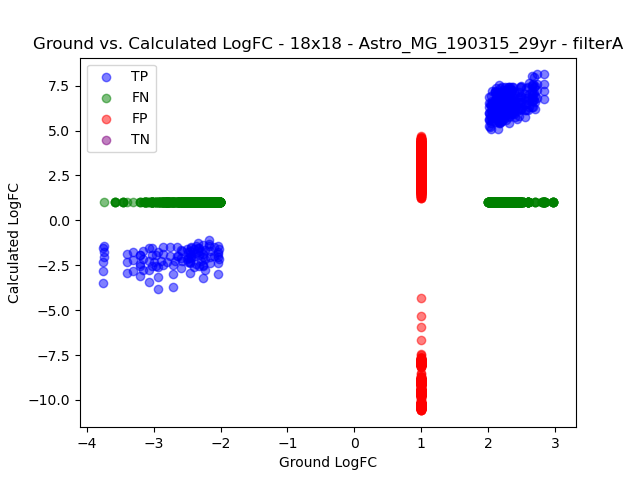 Ground vs. Calculated LogFC - 18x18 - Astro_MG_190315_29yr - filterA
TP
FN
FP
TN
7.5
5.0
2.5
0.0
−2.5
−5.0
−7.5
−10.0
Calculated LogFC
−4
−3
−2
−1
0
1
2
3
Ground LogFC